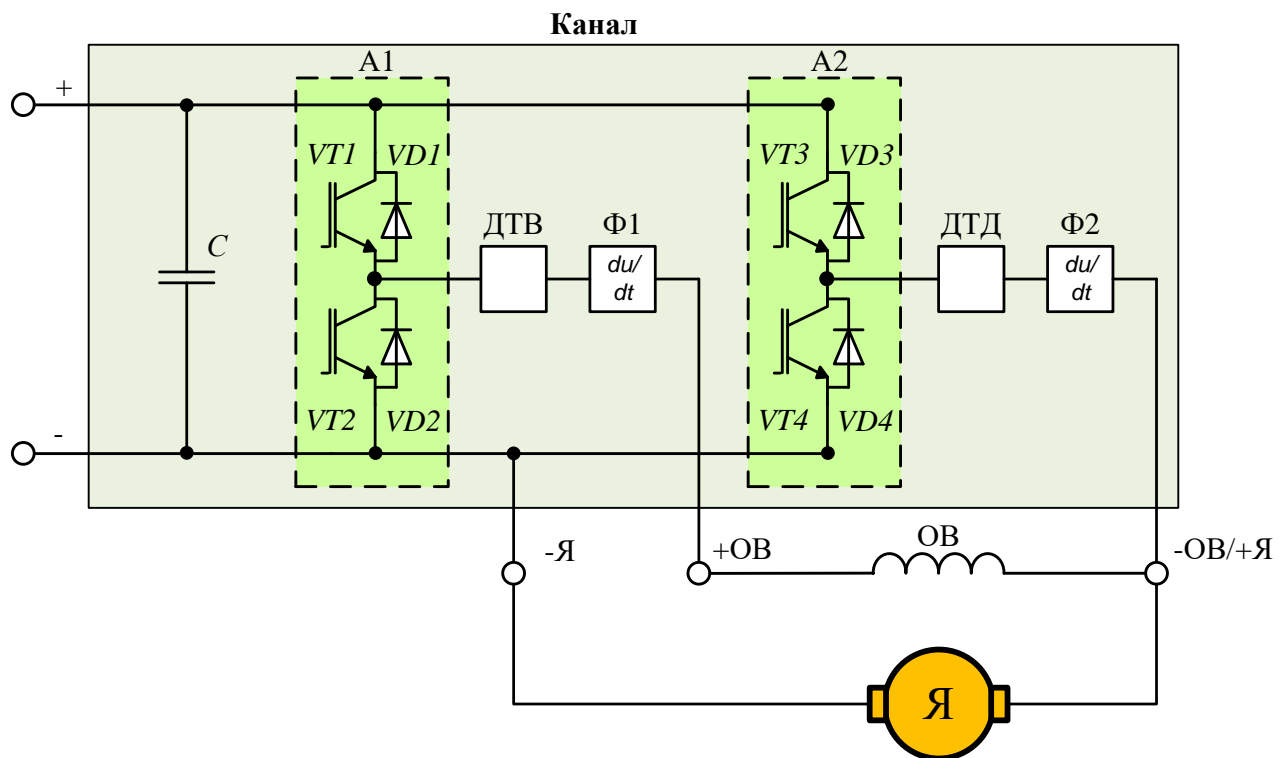 Канал
A1
A2
+
VT1 VD1
VT3 VD3
ДТВ
Ф1
ДТД
Ф2
C
du/
dt
du/
dt
VT2 VD2
VT4 VD4
-
-Я
+ОВ
ОВ
-ОВ/+Я
Я